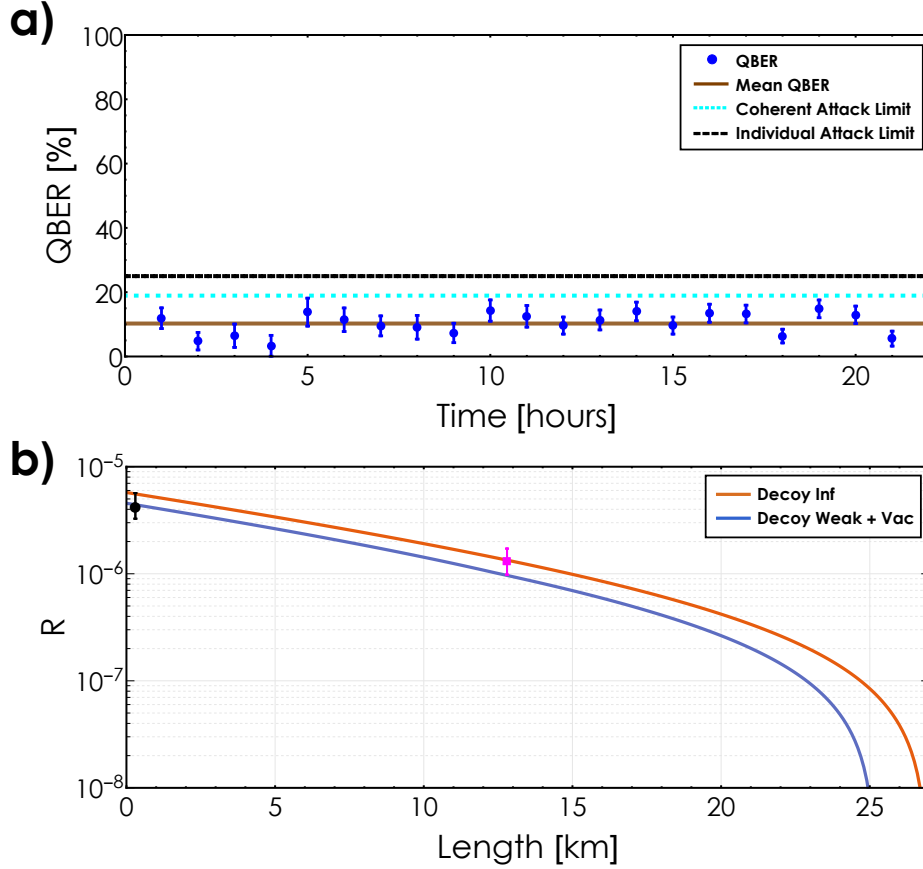 a)
100
80
60
40
20
0
QBER [%]
QBER
Mean QBER
Coherent Attack Limit
Individual Attack Limit
0 5 10 15 20
Time [hours]
b)
10⁻⁵
10⁻⁶
10⁻⁷
10⁻⁸
R
Decoy Inf
Decoy Weak + Vac
0 5 10 15 20 25
Length [km]